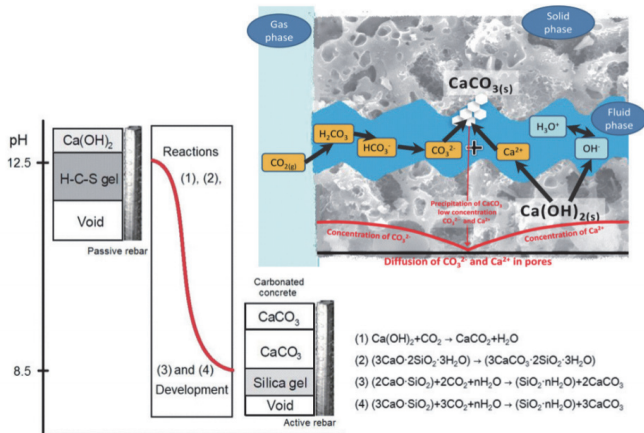 Gas
phase
Solid
phase
CaCO₃(s)
Fluid
phase
H₂CO₃
HCO₃⁻
CO₃²⁻
CO₂(g)
+
Ca²⁺
H₃O⁺
OH⁻
Ca(OH)₂(s)
Precipitation of CaCO₃
low concentration
CO₃²⁻ and Ca²⁺
Concentration of CO₃²⁻
Concentration of Ca²⁺
Diffusion of CO₃²⁻ and Ca²⁺ in pores
pH
12.5
8.5
Ca(OH)₂
H-C-S gel
Void
Passive rebar
Reactions
(1), (2),
(3) and (4)
Development
Carbonated
concrete
CaCO₃
CaCO₃
Silica gel
Void
Active rebar
(1) Ca(OH)₂+CO₂ → CaCO₂+H₂O
(2) (3CaO·2SiO₂·3H₂O) → (3CaCO₃·2SiO₂·3H₂O)
(3) (2CaO·SiO₂)+2CO₂+nH₂O → (SiO₂·nH₂O)+2CaCO₃
(4) (3CaO·SiO₂)+3CO₂+nH₂O → (SiO₂·nH₂O)+3CaCO₃